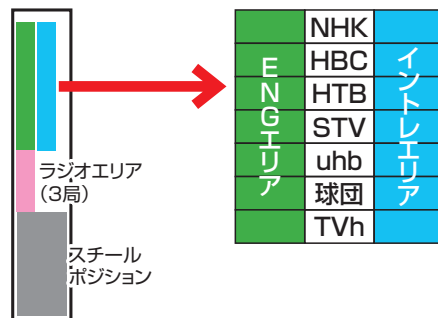 ラジオエリア
（3局）
スチール
ポジション
ENGエリア
NHK
HBC
HTB
STV
uhb
球団
TVh
イントレエリア